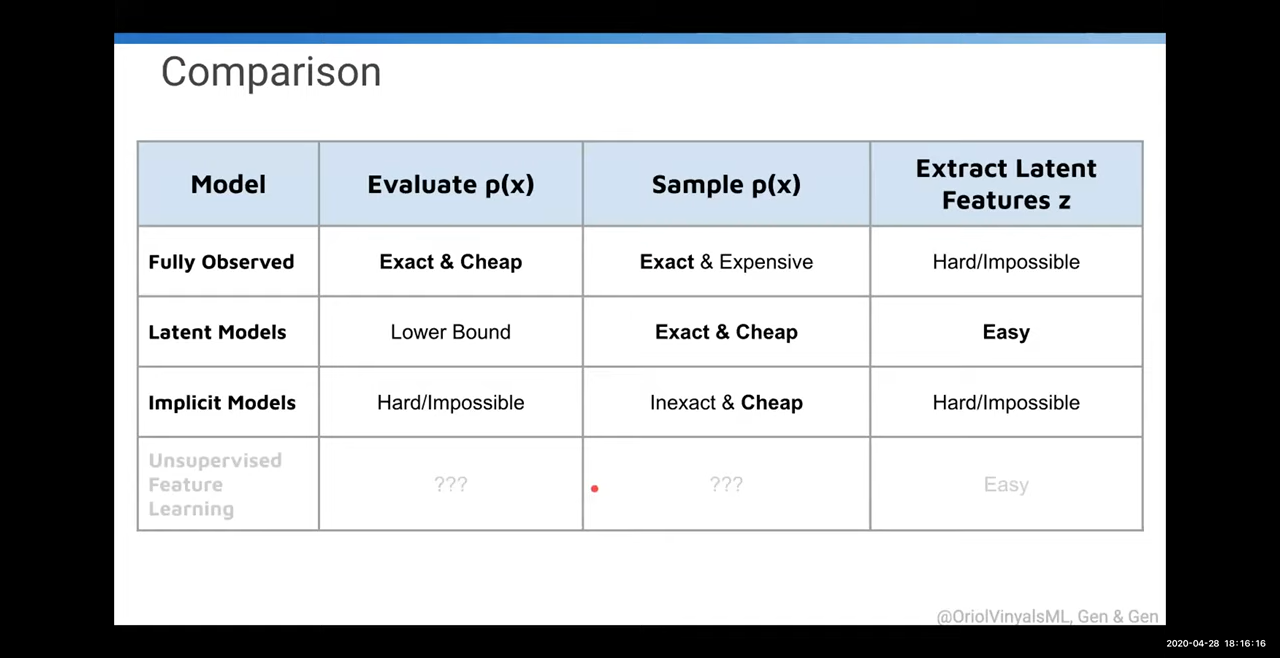 Comparison
Model
Evaluate p(x)
Sample p(x)
Extract Latent
Features z
Fully Observed
Exact & Cheap
Exact & Expensive
Hard/Impossible
Latent Models
Lower Bound
Exact & Cheap
Easy
Implicit Models
Hard/Impossible
Inexact & Cheap
Hard/Impossible
Unsupervised
Feature
Learning
???
???
Easy
@OriolVinyalsML, Gen & Gen
2020-04-28 18:16:16